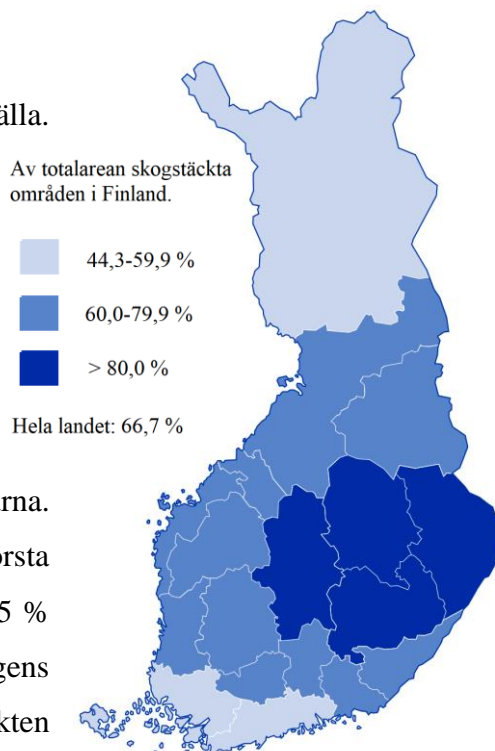 älla.
Av totalarean skogstäckta
områden i Finland.
44,3-59,9 %
60,0-79,9 %
> 80,0 %
Hela landet: 66,7 %
rna.
örsta
5 %
gens
kten